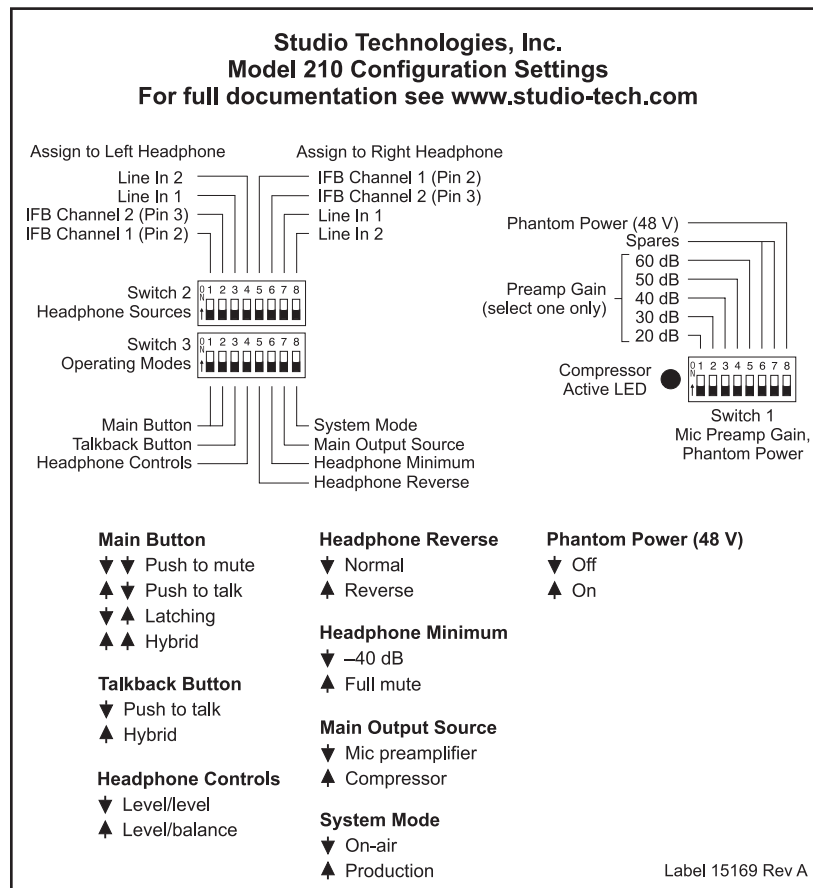 Studio Technologies, Inc.
Model 210 Configuration Settings
For full documentation see www.studio-tech.com
Assign to Left Headphone
Line In 2
Line In 1
IFB Channel 2 (Pin 3)
IFB Channel 1 (Pin 2)
Assign to Right Headphone
IFB Channel 1 (Pin 2)
IFB Channel 2 (Pin 3)
Line In 1
Line In 2
Switch 2
Headphone Sources
0N 1 2 3 4 5 6 7 8
Switch 3
Operating Modes
0N 1 2 3 4 5 6 7 8
Main Button
Talkback Button
Headphone Controls
System Mode
Main Output Source
Headphone Minimum
Headphone Reverse
Phantom Power (48 V)
Spares
Preamp Gain
(select one only)
60 dB
50 dB
40 dB
30 dB
20 dB
Compressor
Active LED
0N 1 2 3 4 5 6 7 8
Switch 1
Mic Preamp Gain,
Phantom Power
Main Button
Push to mute
Push to talk
Latching
Hybrid
Talkback Button
Push to talk
Hybrid
Headphone Controls
Level/level
Level/balance
Headphone Reverse
Normal
Reverse
Headphone Minimum
–40 dB
Full mute
Main Output Source
Mic preamplifier
Compressor
System Mode
On-air
Production
Phantom Power (48 V)
Off
On
Label 15169 Rev A